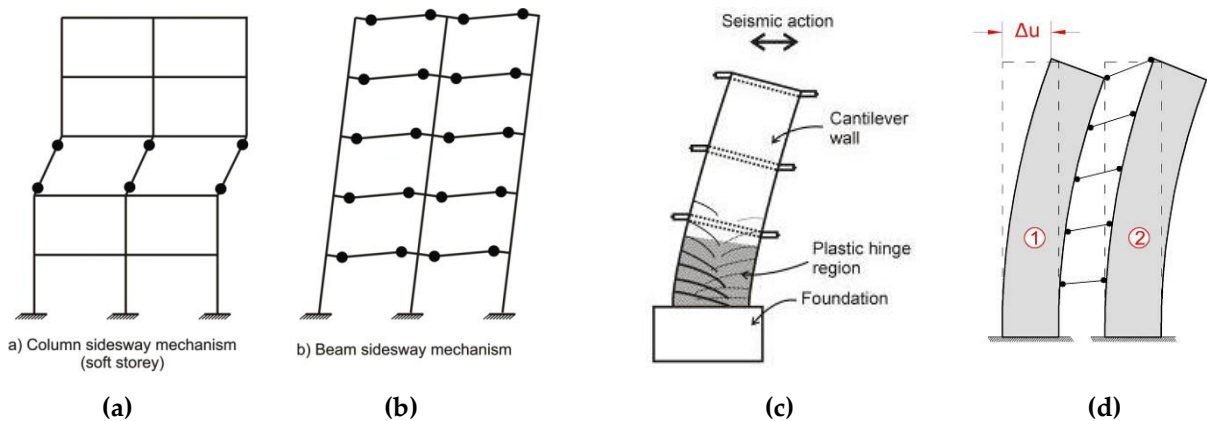 a) Column sidesway mechanism
(soft storey)
(a)
b) Beam sidesway mechanism
(b)
Seismic action
Cantilever
wall
Plastic hinge
region
Foundation
(c)
Δu
1
2
(d)